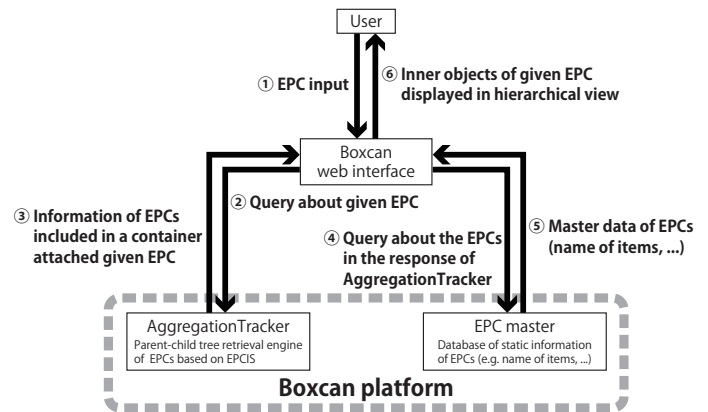 User
① EPC input
⑥ Inner objects of given EPC
displayed in hierarchical view
Boxcan
web interface
② Query about given EPC
③ Information of EPCs
included in a container
attached given EPC
④ Query about the EPCs
in the response of
AggregationTracker
⑤ Master data of EPCs
(name of items, ...)
AggregationTracker
Parent-child tree retrieval engine
of EPCs based on EPCIS
EPC master
Database of static information
of EPCs (e.g. name of items, ...)
Boxcan platform